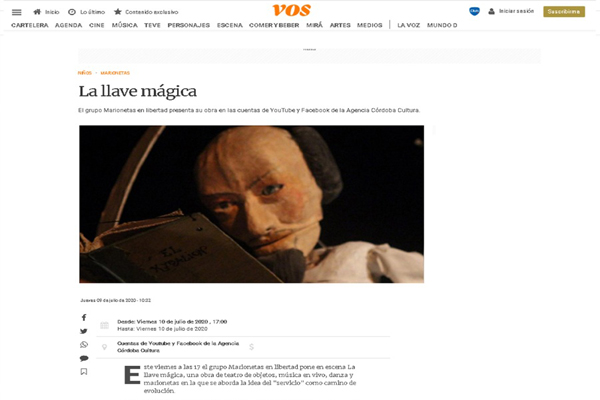 Inicio
Lo último
Contenido exclusivo
VOS
Iniciar sesión
Suscribirme
CARTELERA AGENDA CINE MÚSICA TEVE PERSONAJES ESCENA COMER Y BEBER MIRÁ ARTES MEDIOS LA VOZ MUNDO D
NIÑOS MARIONETAS
La llave mágica
El grupo Marionetas en libertad presenta su obra en las cuentas de YouTube y Facebook de la Agencia Córdoba Cultura.
EL
Jueves 09 de julio de 2020 - 10:22
Desde: Viernes 10 de julio de 2020 , 17:00
Hasta: Viernes 10 de julio de 2020
Cuentas de Youtube y Facebook de la Agencia
Córdoba Cultura
$
Este viernes a las 17 el grupo Marionetas en libertad pone en escena La
llave mágica, una obra de teatro de objetos, música en vivo, danza y
marionetas en la que se aborda la idea del "servicio" como camino de
evolución.